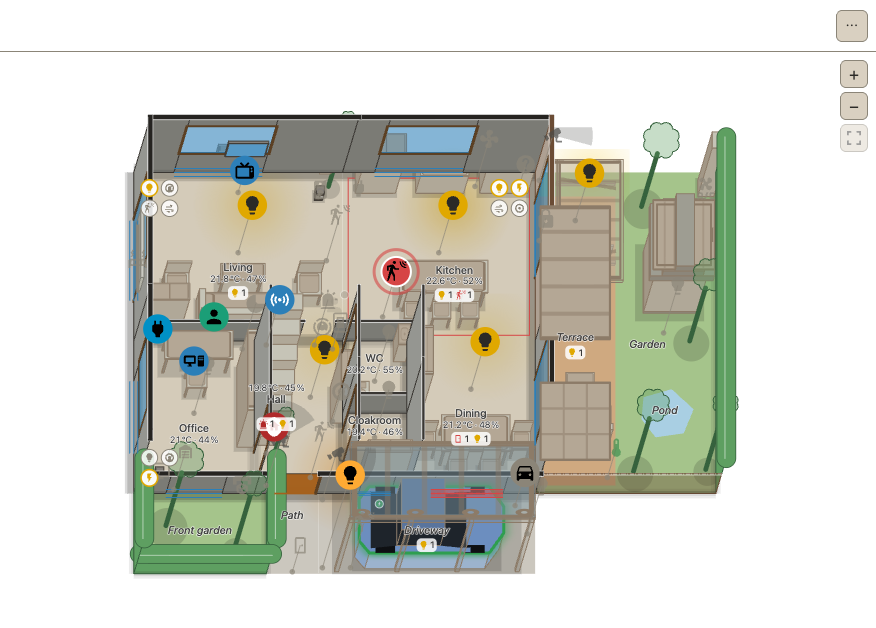 ...
+
−
Living
21.8°C · 47%
1
Kitchen
22.6°C · 52%
1 1
Terrace
1
Garden
WC
23.2°C · 55%
19.8°C · 45%
Hall
1 1
Office
21°C · 44%
Cloakroom
19.4°C · 46%
Dining
21.2°C · 48%
1 1
Pond
Path
Front garden
Driveway
1